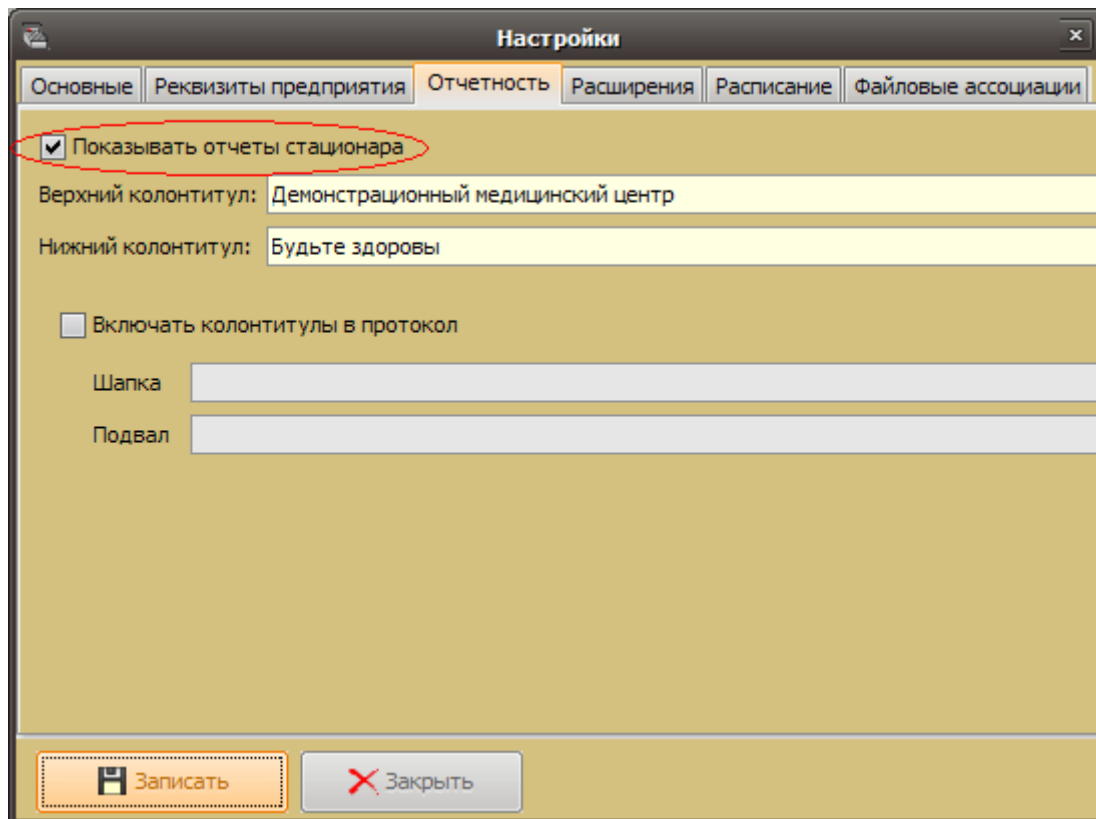 Настройки
Основные Реквизиты предприятия Отчетность Расширения Расписание Файловые ассоциации
Показывать отчеты стационара
Верхний колонтитул: Демонстрационный медицинский центр
Нижний колонтитул: Будьте здоровы
Включать колонтитулы в протокол
Шапка
Подвал
Записать Закрыть